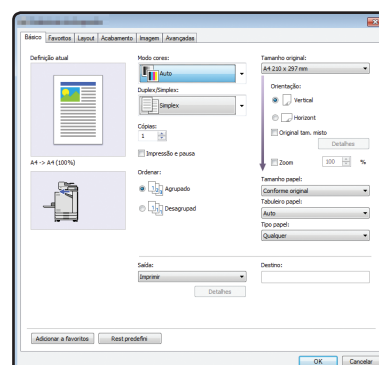 Básico Favoritos Layout Acabamento Imagem Avançadas
Definição atual
A4 -> A4 (100%)
Modo cores:
Auto
Duplex/Simplex:
Simplex
Cópias:
1
Impressão e pausa
Ordenar:
Agrupado
Desagrupad
Tamanho original:
A4 210 x 297 mm
Orientação:
Vertical
Horizont
Original tam. misto
Detalhes
Zoom 100 %
Tamanho papel:
Conforme original
Tabuleiro papel:
Auto
Tipo papel:
Qualquer
Saída:
Imprimir
Detalhes
Destino:
Adicionar a favoritos Rest.predefini
OK Cancelar